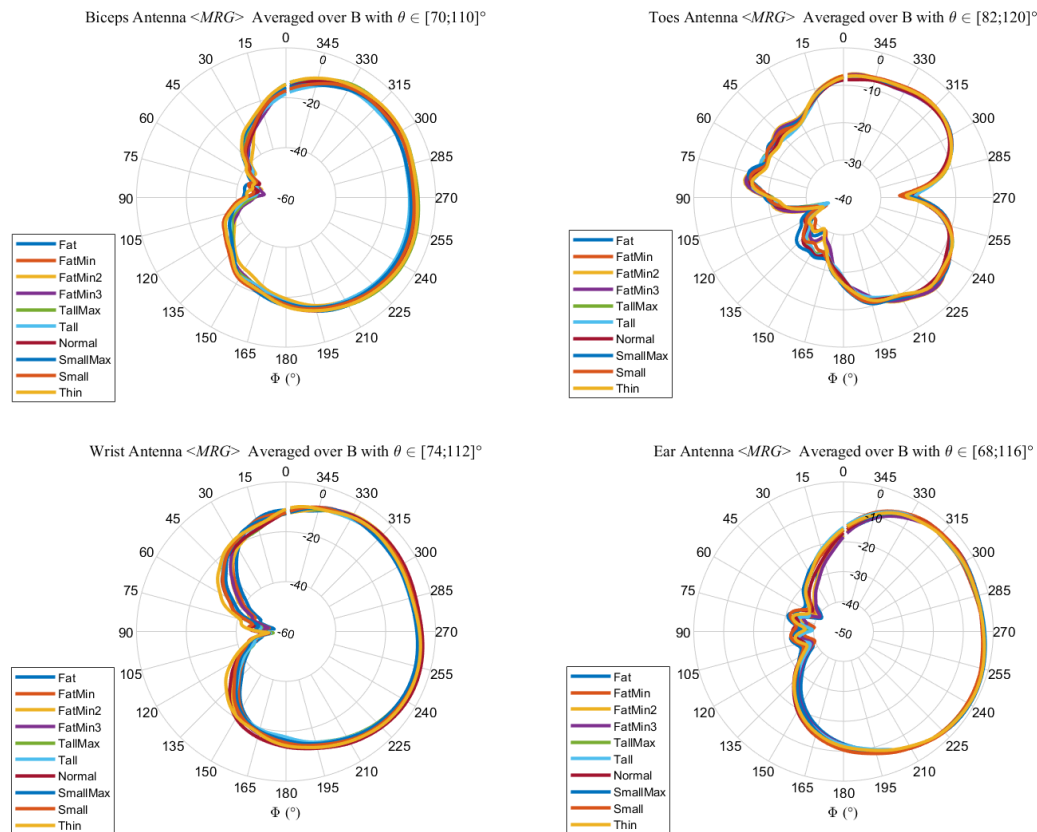 Biceps Antenna <MRG> Averaged over B with θ ∈ [70;110]°
0
15 345
30 0 330
45 315
-20
60 300
-40
75 285
90 -60 270
105 255
120 240
135 225
150 210
165 195
180
Φ (°)
Fat
FatMin
FatMin2
FatMin3
TallMax
Tall
Normal
SmallMax
Small
Thin
Toes Antenna <MRG> Averaged over B with θ ∈ [82;120]°
0
15 345
30 0 330
45 -10 315
-20
60 300
-30
75 285
90 -40 270
105 255
120 240
135 225
150 210
165 195
180
Φ (°)
Fat
FatMin
FatMin2
FatMin3
TallMax
Tall
Normal
SmallMax
Small
Thin
Wrist Antenna <MRG> Averaged over B with θ ∈ [74;112]°
0
15 345
30 0 330
45 315
-20
60 300
-40
75 285
90 -60 270
105 255
120 240
135 225
150 210
165 195
180
Φ (°)
Fat
FatMin
FatMin2
FatMin3
TallMax
Tall
Normal
SmallMax
Small
Thin
Ear Antenna <MRG> Averaged over B with θ ∈ [68;116]°
0
15 345
30 0 330
45 -10 315
-20
60 300
-30
75 -40 285
90 -50 270
105 255
120 240
135 225
150 210
165 195
180
Φ (°)
Fat
FatMin
FatMin2
FatMin3
TallMax
Tall
Normal
SmallMax
Small
Thin